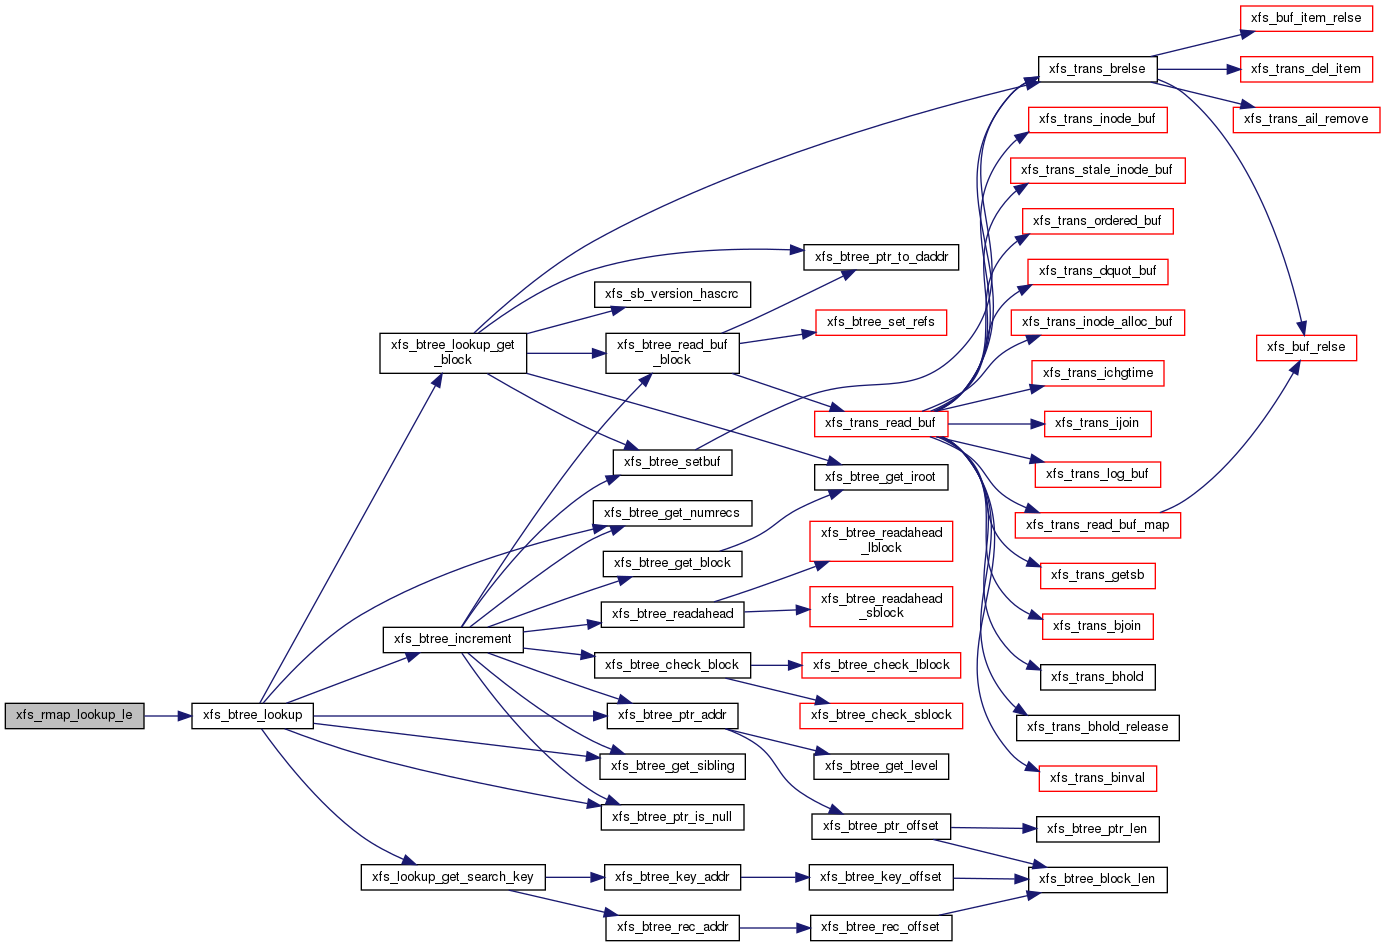 xfs_buf_item_relse
xfs_trans_brelse
xfs_trans_del_item
xfs_trans_ail_remove
xfs_trans_inode_buf
xfs_trans_stale_inode_buf
xfs_trans_ordered_buf
xfs_btree_ptr_to_daddr
xfs_trans_dquot_buf
xfs_sb_version_hascrc
xfs_btree_set_refs
xfs_trans_inode_alloc_buf
xfs_btree_lookup_get
_block
xfs_btree_read_buf
_block
xfs_buf_relse
xfs_trans_ichgtime
xfs_trans_read_buf
xfs_trans_ijoin
xfs_btree_setbuf
xfs_btree_get_iroot
xfs_trans_log_buf
xfs_btree_get_numrecs
xfs_trans_read_buf_map
xfs_btree_readahead
_lblock
xfs_btree_get_block
xfs_trans_getsb
xfs_btree_readahead
xfs_btree_readahead
_sblock
xfs_trans_bjoin
xfs_btree_increment
xfs_btree_check_block
xfs_btree_check_lblock
xfs_trans_bhold
xfs_rmap_lookup_le
xfs_btree_lookup
xfs_btree_ptr_addr
xfs_btree_check_sblock
xfs_trans_bhold_release
xfs_btree_get_sibling
xfs_btree_get_level
xfs_trans_binval
xfs_btree_ptr_is_null
xfs_btree_ptr_offset
xfs_btree_ptr_len
xfs_lookup_get_search_key
xfs_btree_key_addr
xfs_btree_key_offset
xfs_btree_block_len
xfs_btree_rec_addr
xfs_btree_rec_offset